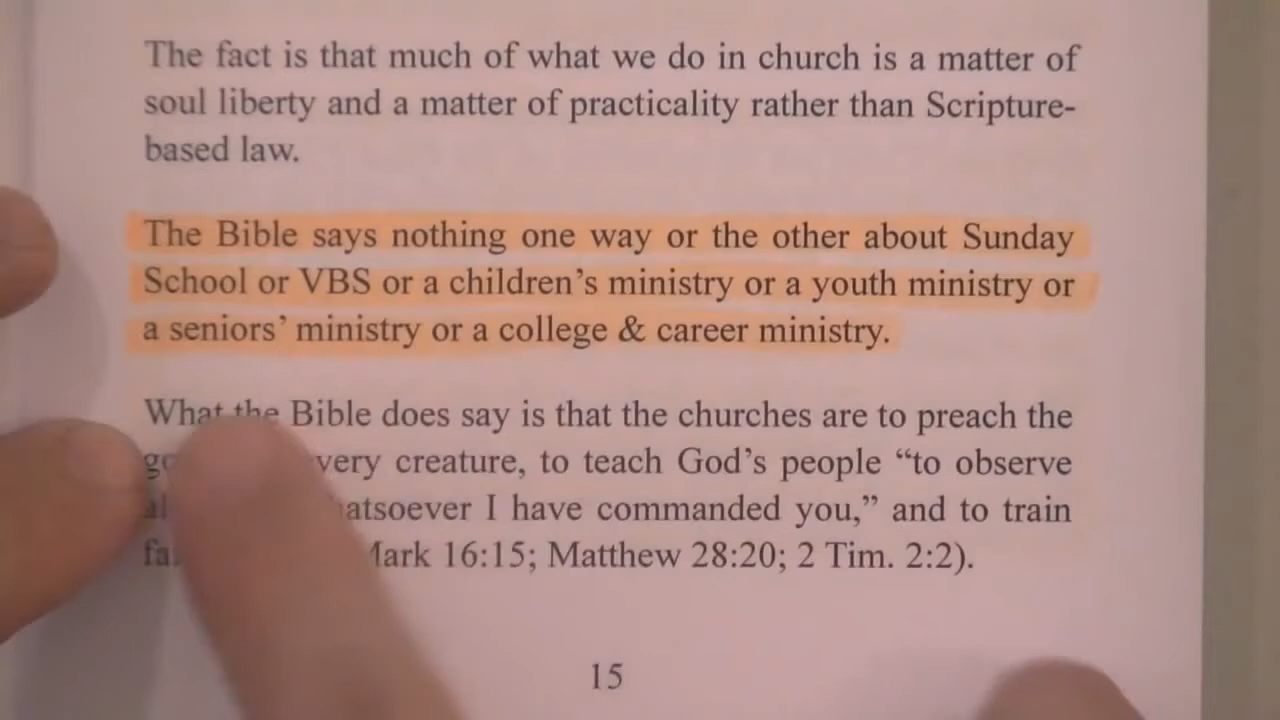 The fact is that much of what we do in church is a matter of
soul liberty and a matter of practicality rather than Scripture-
based law.
The Bible says nothing one way or the other about Sunday
School or VBS or a children's ministry or a youth ministry or
a seniors' ministry or a college & career ministry.
What the Bible does say is that the churches are to preach the
creature, to teach God's people “to observe
I have commanded you,” and to train
16:15; Matthew 28:20; 2 Tim. 2:2).
15